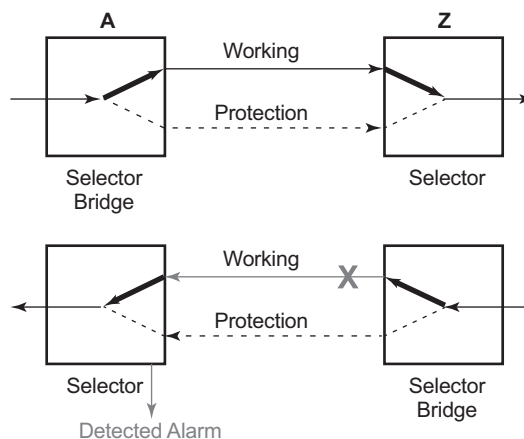 A
Z
Working
Protection
Selector
Bridge
Selector
Working
X
Protection
Selector
Selector
Bridge
Detected Alarm